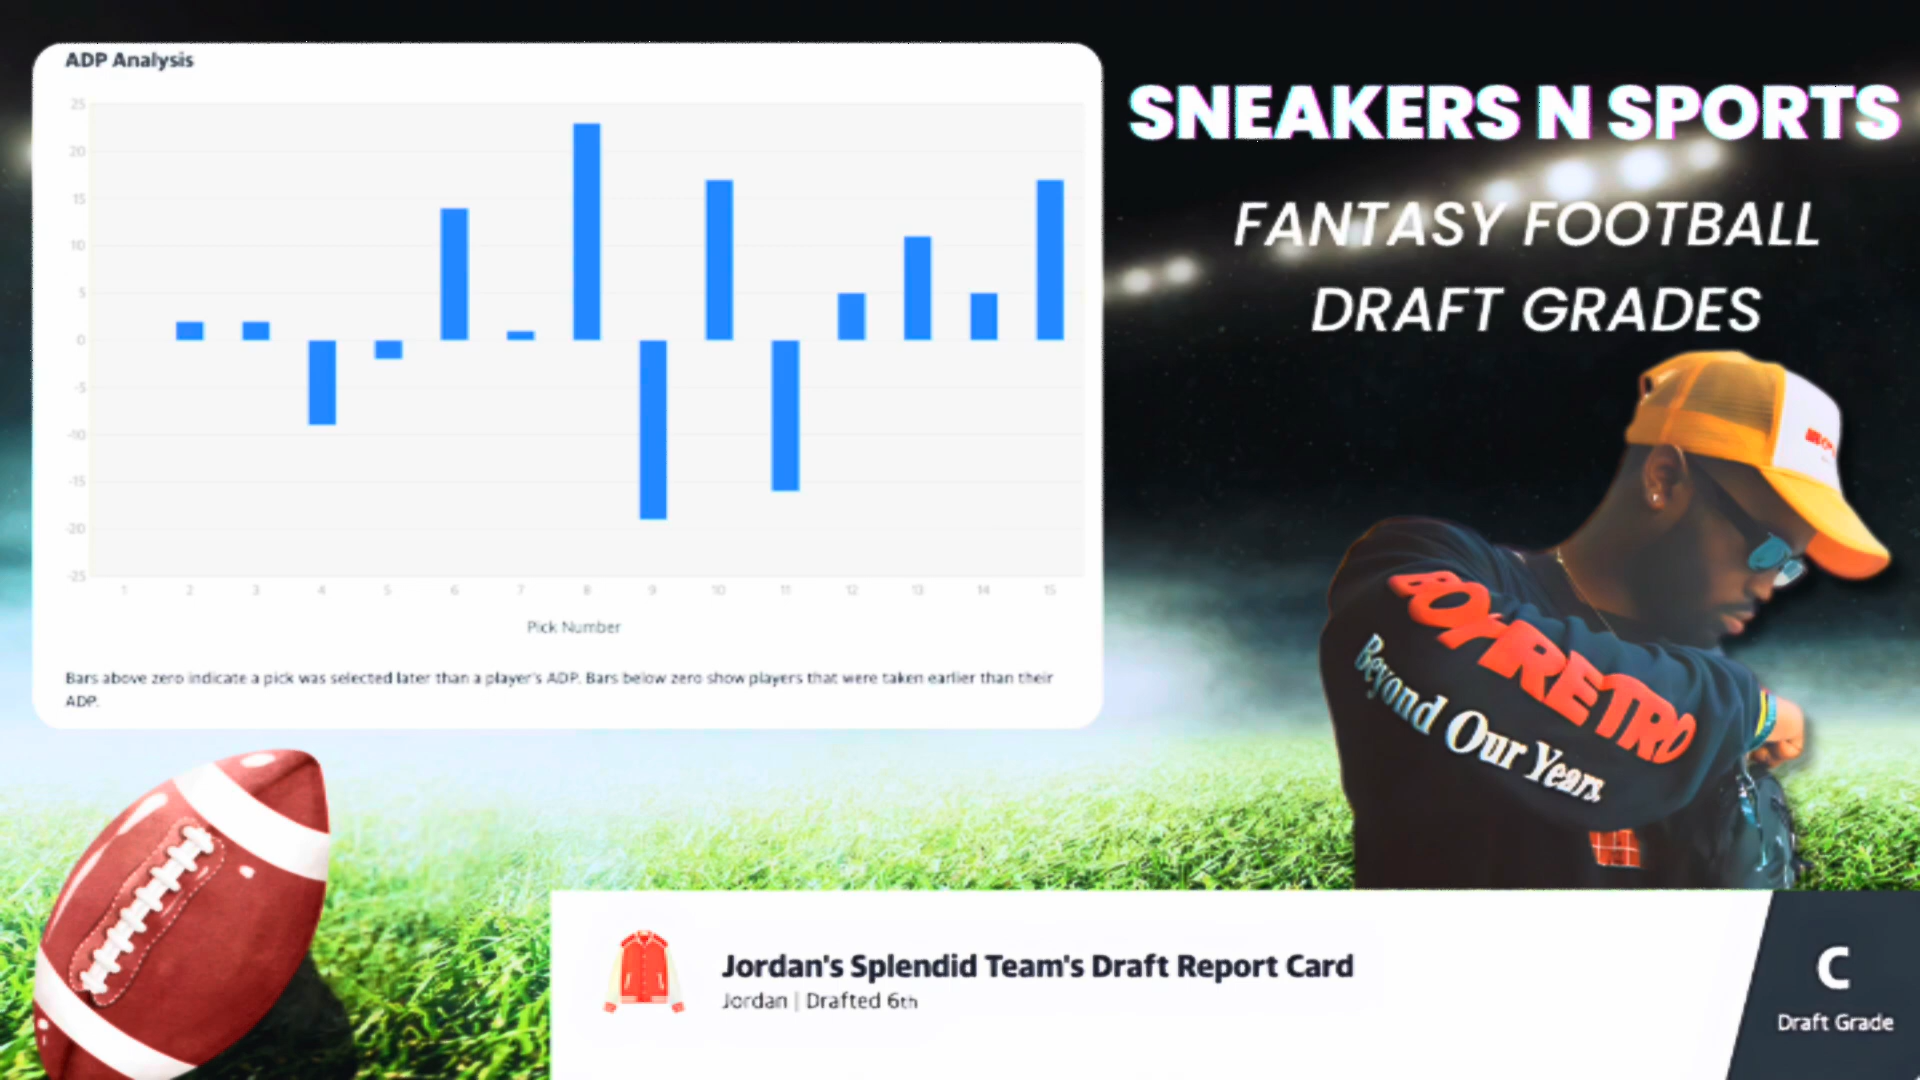 ADP Analysis
25
20
15
10
5
0
-5
-10
-15
-20
-25
1 2 3 4 5 6 7 8 9 10 11 12 13 14 15
Pick Number
Bars above zero indicate a pick was selected later than a player's ADP. Bars below zero show players that were taken earlier than their
ADP.
SNEAKERS N SPORTS
FANTASY FOOTBALL
DRAFT GRADES
BOY RETRO
Beyond Our Years
Jordan's Splendid Team's Draft Report Card
Jordan | Drafted 6th
C
Draft Grade